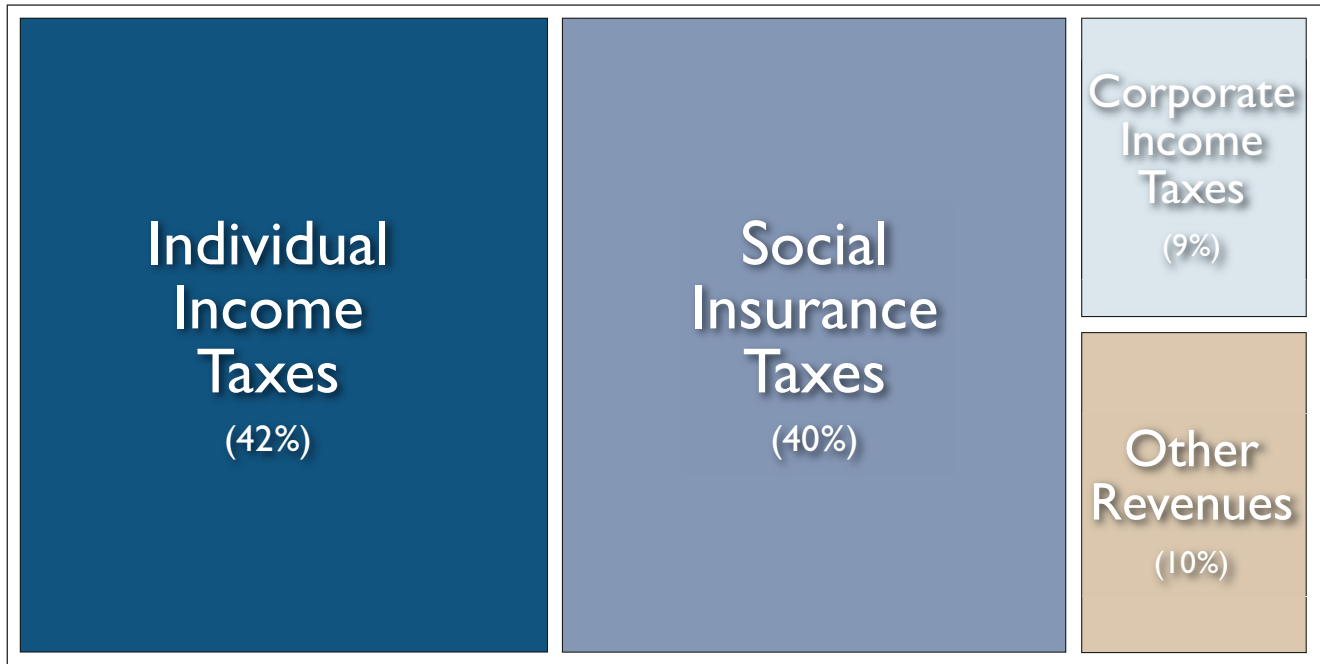 Individual
Income
Taxes
(42%)
Social
Insurance
Taxes
(40%)
Corporate
Income
Taxes
(9%)
Other
Revenues
(10%)